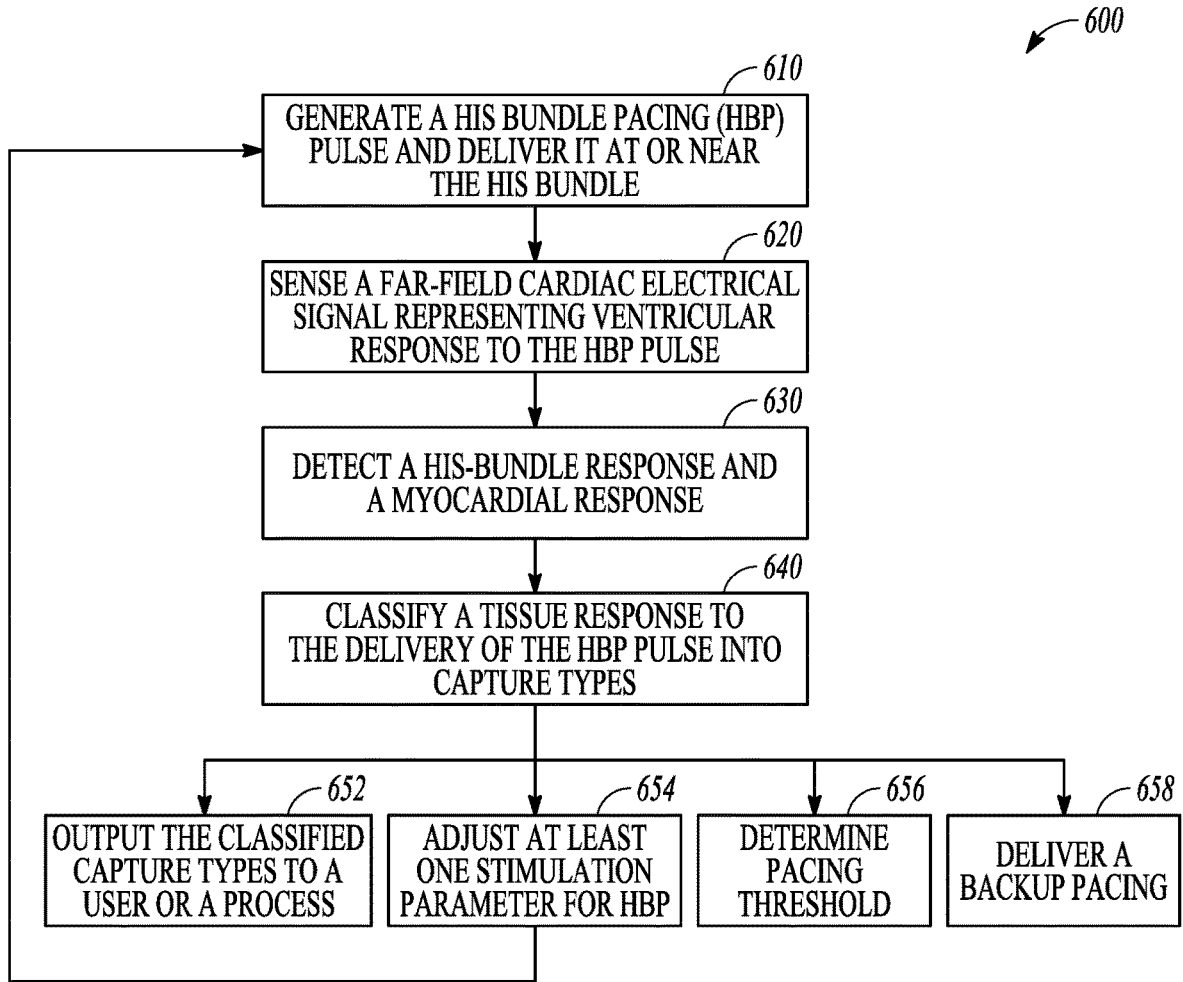 600
610
GENERATE A HIS BUNDLE PACING (HBP)
PULSE AND DELIVER IT AT OR NEAR
THE HIS BUNDLE
620
SENSE A FAR-FIELD CARDIAC ELECTRICAL
SIGNAL REPRESENTING VENTRICULAR
RESPONSE TO THE HBP PULSE
630
DETECT A HIS-BUNDLE RESPONSE AND
A MYOCARDIAL RESPONSE
640
CLASSIFY A TISSUE RESPONSE TO
THE DELIVERY OF THE HBP PULSE INTO
CAPTURE TYPES
652
OUTPUT THE CLASSIFIED
CAPTURE TYPES TO A
USER OR A PROCESS
654
ADJUST AT LEAST
ONE STIMULATION
PARAMETER FOR HBP
656
DETERMINE
PACING
THRESHOLD
658
DELIVER A
BACKUP PACING